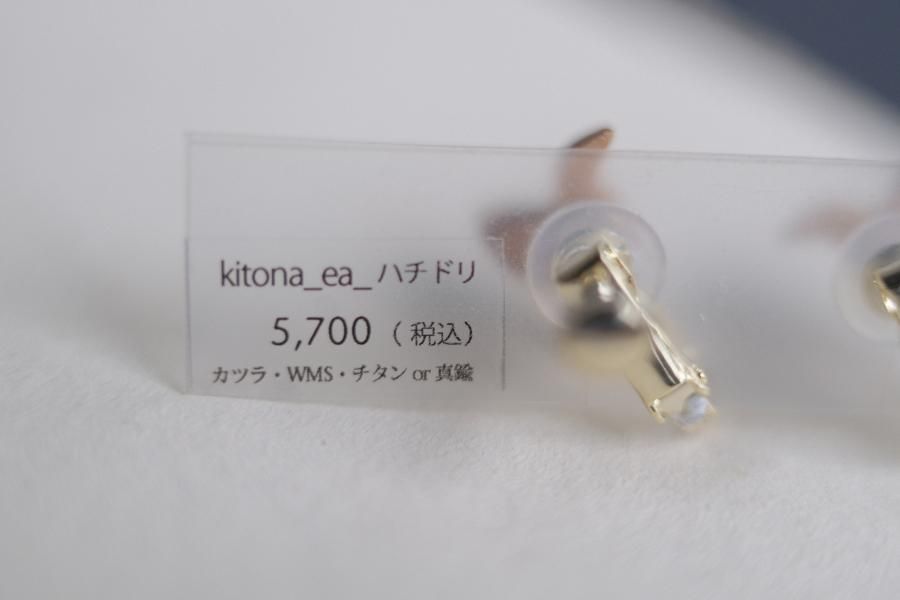 kitona_ea_ハチドリ
5,700（税込）
カツラ・WMS・チタン or 真鍮